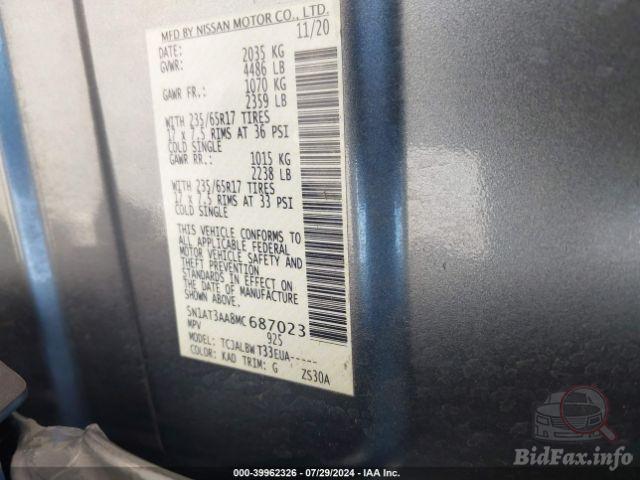 MFD BY NISSAN MOTOR CO., LTD.
DATE: 11/20
GVWR: 2035 KG
4486 LB
GAWR FR.: 1070 KG
2359 LB
WITH 235/65R17 TIRES
17 x 7.5 RIMS AT 36 PSI
COLD SINGLE
GAWR RR.: 1015 KG
2238 LB
WITH 235/65R17 TIRES
17 x 7.5 RIMS AT 33 PSI
COLD SINGLE
THIS VEHICLE CONFORMS TO
ALL APPLICABLE FEDERAL
MOTOR VEHICLE SAFETY AND
THEFT PREVENTION
STANDARDS IN EFFECT ON
THE DATE OF MANUFACTURE
SHOWN ABOVE.
5N1AT3AA8MC687023
MPV 925
MODEL: TCJALBW T33EUA-----
COLOR: KAD TRIM: G ZS30A
000-39962326 - 07/29/2024 - IAA Inc.
BidFax.info